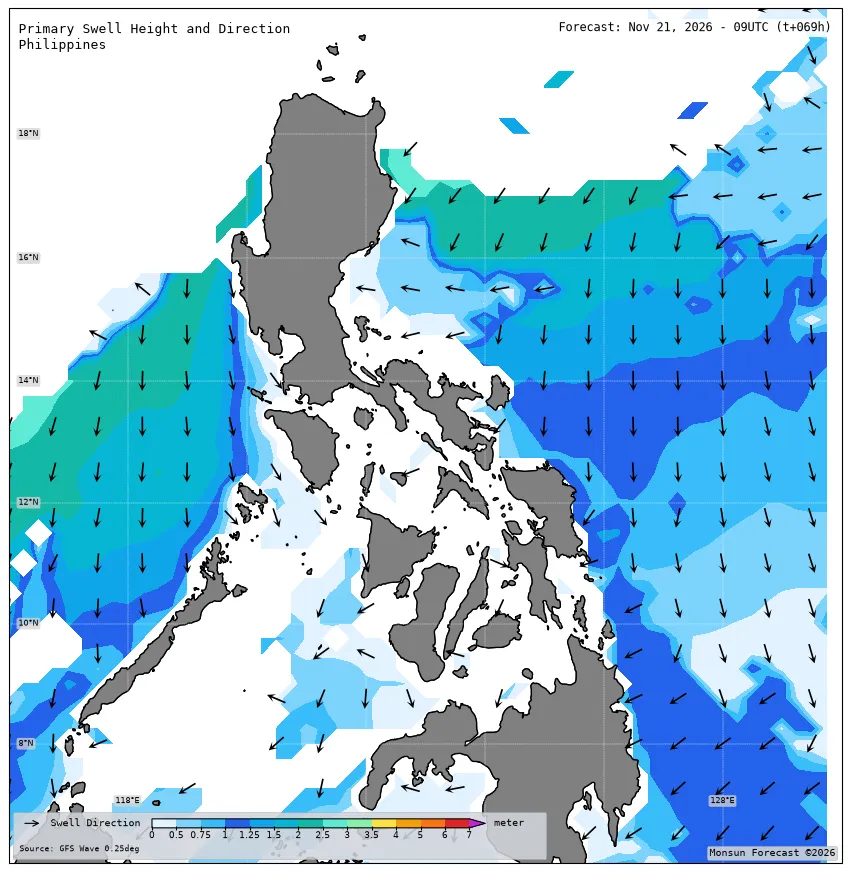 Primary Swell Height and Direction
Philippines
Forecast: Nov 21, 2026 - 09UTC (t+069h)
18°N
16°N
14°N
12°N
10°N
8°N
118°E
128°E
Swell Direction
meter
0 0.5 0.75 1 1.25 1.5 2 2.5 3 3.5 4 5 6 7
Source: GFS Wave 0.25deg
Monsun Forecast ©2026